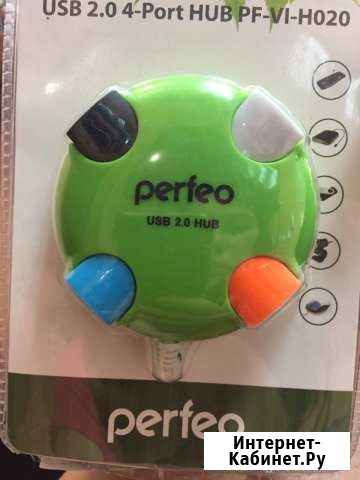 USB 2.0 4-Port HUB PF-VI-H020
perfeo
USB 2.0 HUB
perfeo
Интернет-
Кабинет.Ру